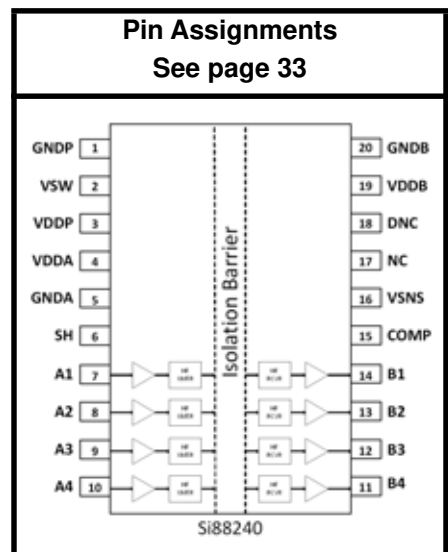 Pin Assignments
See page 33
GNDP 1
VSW 2
VDDP 3
VDDA 4
GNDA 5
SH 6
A1 7
A2 8
A3 9
A4 10
Isolation Barrier
20 GNDB
19 VDDB
18 DNC
17 NC
16 VSNS
15 COMP
14 B1
13 B2
12 B3
11 B4
Si88240